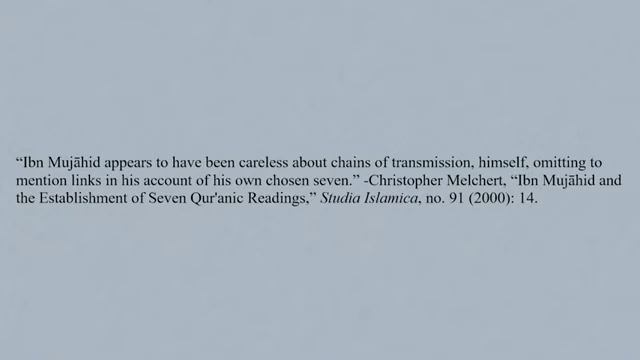 “Ibn Mujāhid appears to have been careless about chains of transmission, himself, omitting to
mention links in his account of his own chosen seven.” -Christopher Melchert, “Ibn Mujāhid and
the Establishment of Seven Qur'anic Readings,” Studia Islamica, no. 91 (2000): 14.